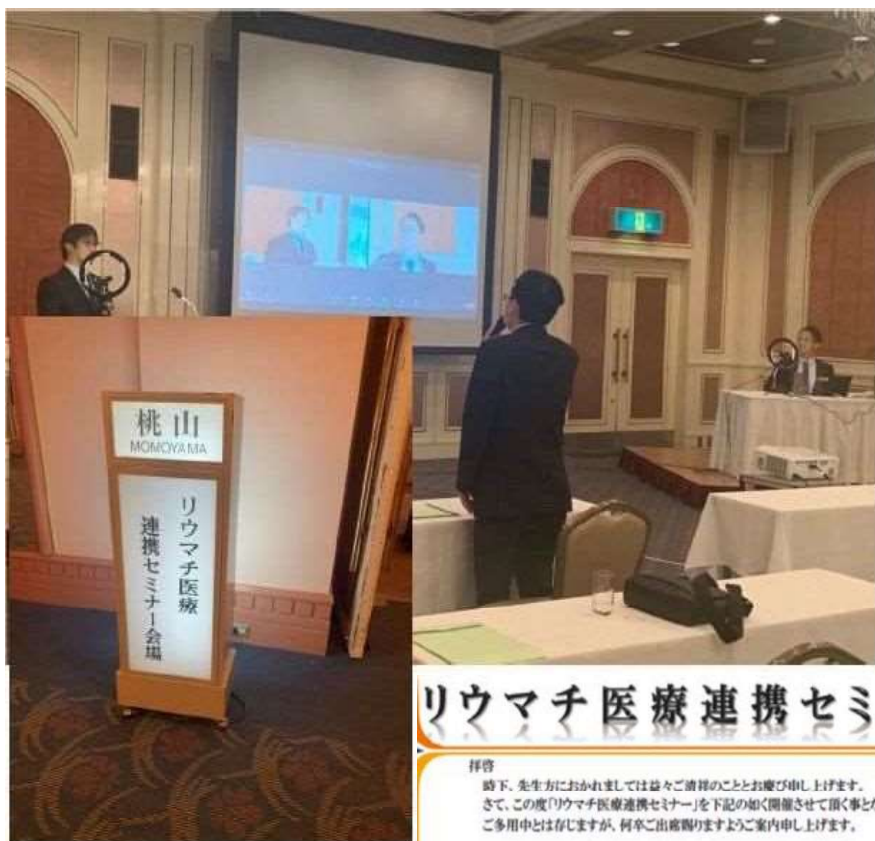 桃山
MOMOYAMA
リウマチ医療
連携セミナー会場
リウマチ医療連携セミ
拝啓
時下、先生方におかれましては益々ご清祥のこととお慶び申し上げます。
さて、この度「リウマチ医療連携セミナー」を下記の如く開催させて頂く事と
ご多用中とは存じますが、何卒ご出席賜りますようご案内申し上げます。